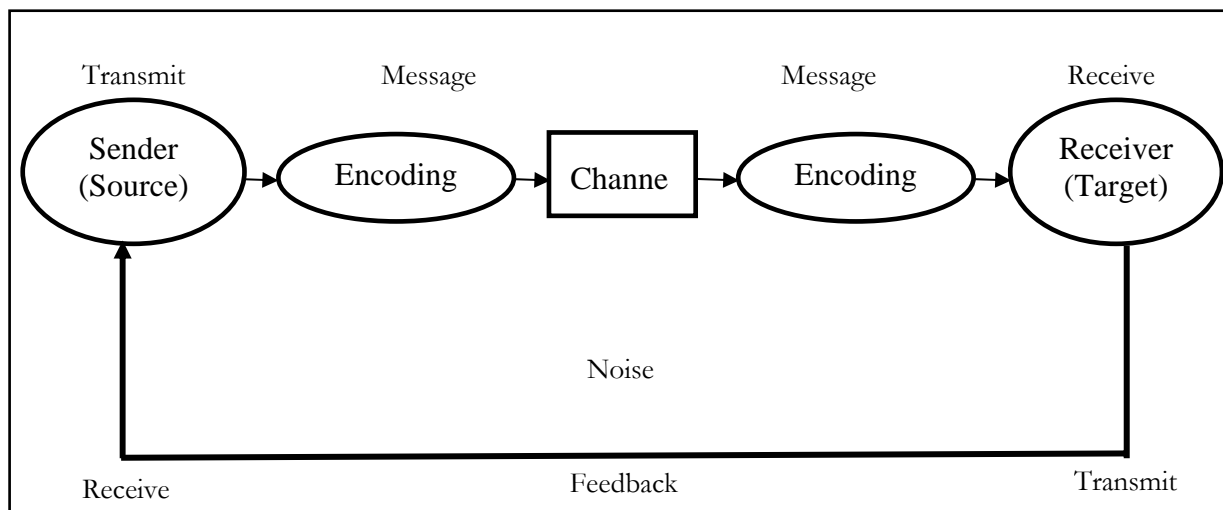 Transmit
Message
Message
Receive
Sender
(Source)
Encoding
Channe
Encoding
Receiver
(Target)
Noise
Receive
Feedback
Transmit